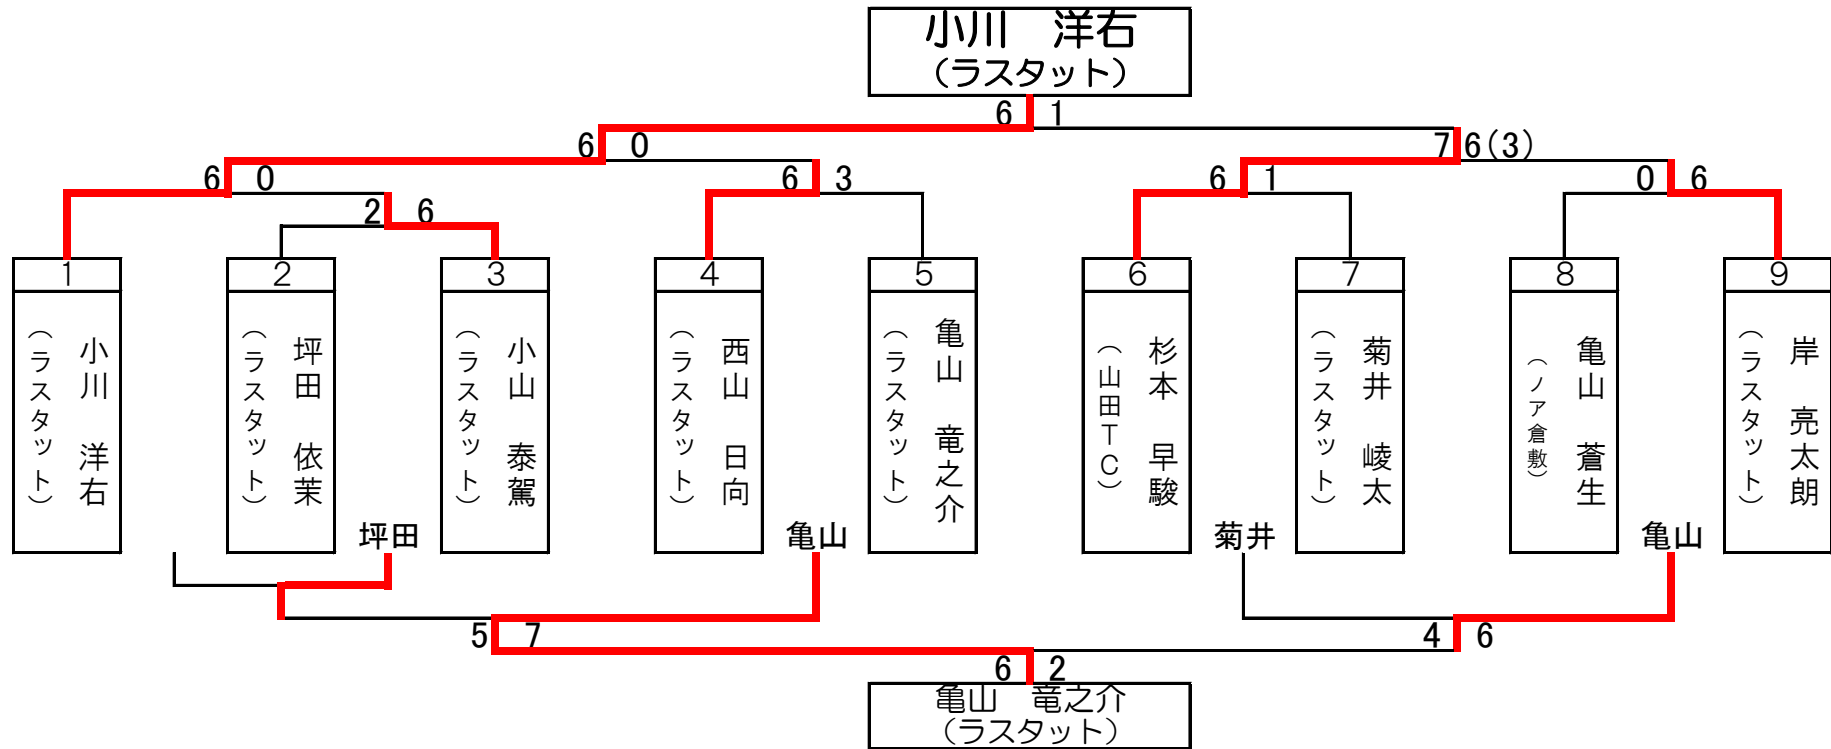 小川　洋右
（ラスタット）
6 1
6 0
7 6(3)
6 0
6 3
6 1
0 6
2 6
1
2
3
4
5
6
7
8
9
小川　洋右
（ラスタット）
坪田　依茉
（ラスタット）
小山　泰駕
（ラスタット）
西山　日向
（ラスタット）
亀山　竜之介
（ラスタット）
杉本　早駿
（山田ＴＣ）
菊井　崚太
（ラスタット）
亀山　蒼生
（ノア倉敷）
岸　亮太朗
（ラスタット）
坪田
亀山
菊井
亀山
5 7
4 6
6 2
亀山　竜之介
（ラスタット）